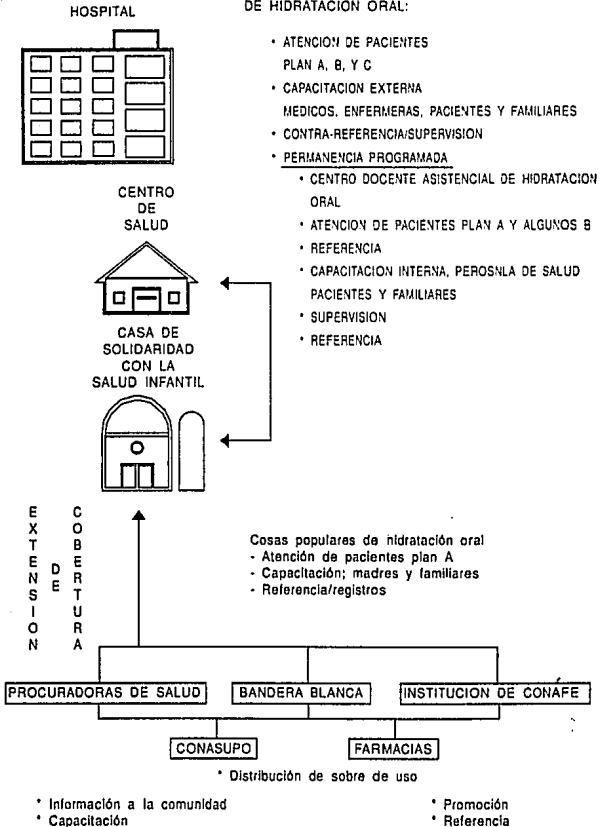 HOSPITAL
DE HIDRATACION ORAL:
* ATENCION DE PACIENTES
PLAN A, B, Y C
* CAPACITACION EXTERNA
MEDICOS, ENFERMERAS, PACIENTES Y FAMILIARES
* CONTRA-REFERENCIA/SUPERVISION
* PERMANENCIA PROGRAMADA
* CENTRO DOCENTE ASISTENCIAL DE HIDRATACION
ORAL
* ATENCION DE PACIENTES PLAN A Y ALGUNOS B
* REFERENCIA
* CAPACITACION INTERNA, PEROSNLA DE SALUD
PACIENTES Y FAMILIARES
* SUPERVISION
* REFERENCIA
CENTRO
DE
SALUD
CASA DE
SOLIDARIDAD
CON LA
SALUD INFANTIL
EXTENSION
DE
COBERTURA
Cosas populares de hidratación oral
- Atención de pacientes plan A
- Capacitación; madres y familiares
- Referencia/registros
PROCURADORAS DE SALUD
BANDERA BLANCA
INSTITUCION DE CONAFE
CONASUPO
FARMACIAS
* Distribución de sobre de uso
* Información a la comunidad
* Capacitación
* Promoción
* Referencia